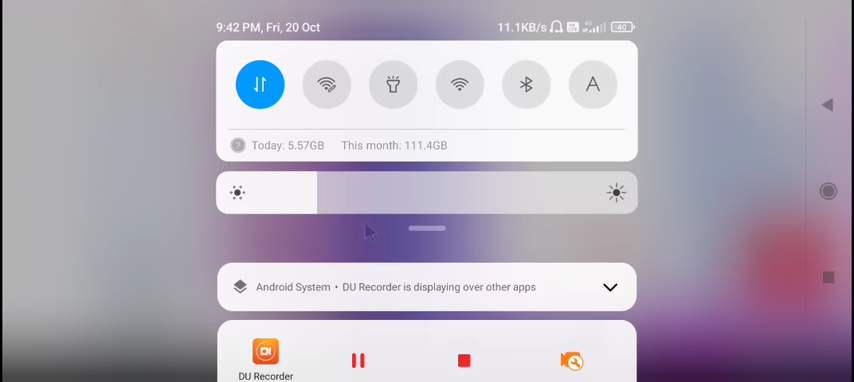 9:42 PM, Fri, 20 Oct 11.1KB/s 4G 40
A
Today: 5.57GB This month: 111.4GB
Android System • DU Recorder is displaying over other apps
DU Recorder